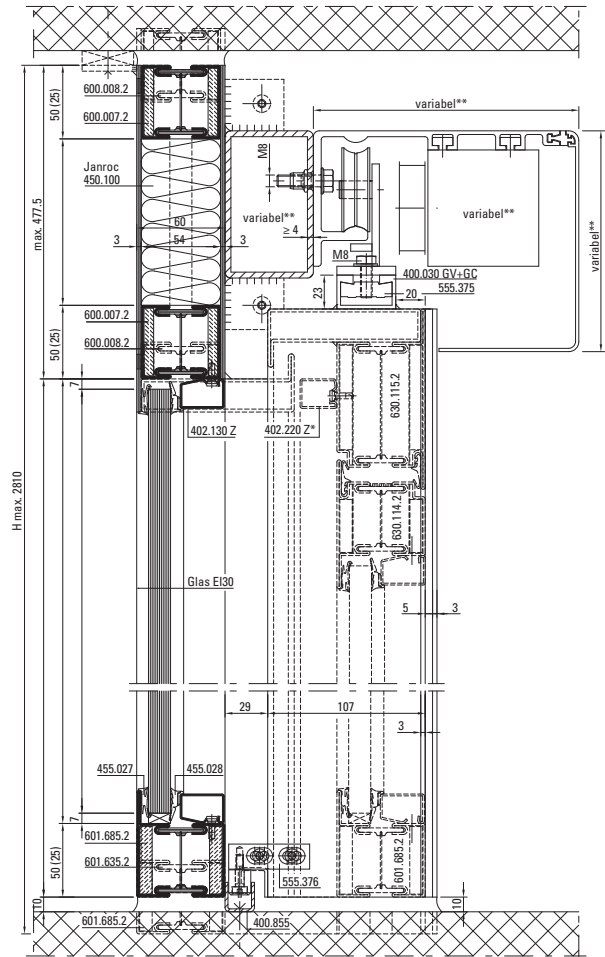 50 (25)
600.008.2
600.007.2
variabel**
M8
Janroc
450.100
max. 477.5
60
variabel**
variabel**
variabel**
3
54
3
≥ 4
M8
400.030 GV+GC
23
20
555.375
600.007.2
50 (25)
600.008.2
7
630.115.2
402.130 Z
402.220 Z*
H max. 2810
630.114.2
Glas EI30
5
3
29
107
3
455.027
455.028
7
601.685.2
50 (25)
601.635.2
555.376
601.685.2
10
10
601.685.2
400.855